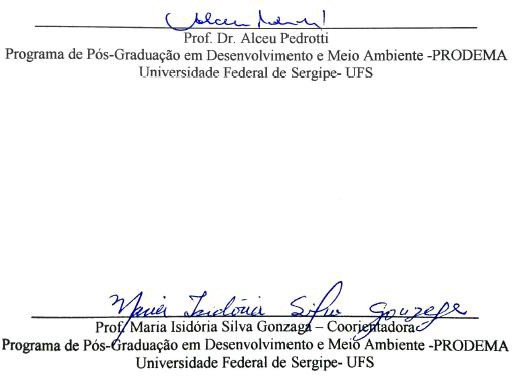 Alceu Pedrotti
Prof. Dr. Alceu Pedrotti
Programa de Pós-Graduação em Desenvolvimento e Meio Ambiente -PRODEMA
Universidade Federal de Sergipe- UFS
Maria Isidória Silva Gonzaga
Prof. Maria Isidória Silva Gonzaga – Coorientadora
Programa de Pós-Graduação em Desenvolvimento e Meio Ambiente -PRODEMA
Universidade Federal de Sergipe- UFS